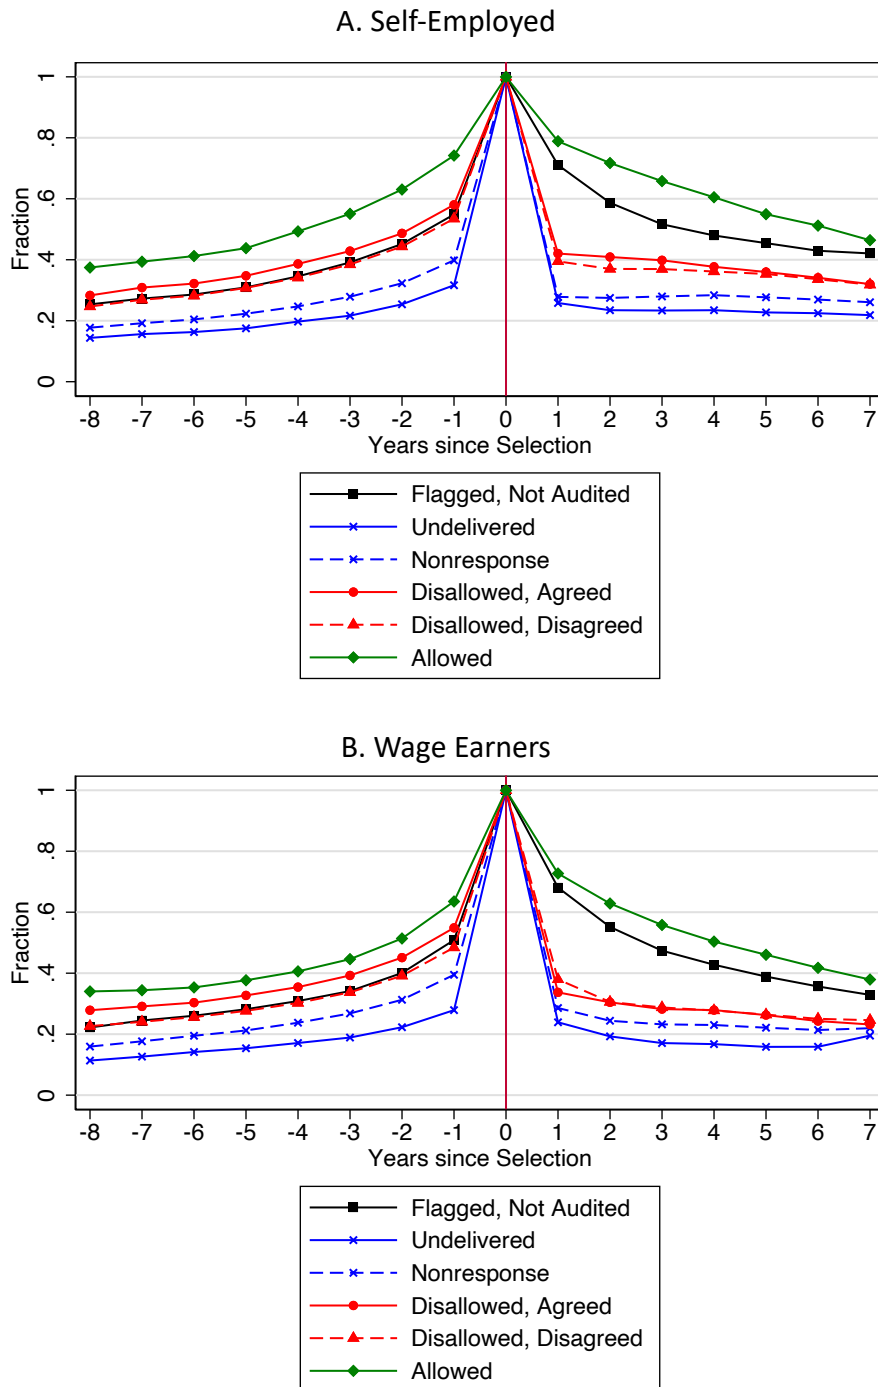 A. Self-Employed
1
.8
.6
.4
.2
0
Fraction
-8 -7 -6 -5 -4 -3 -2 -1 0 1 2 3 4 5 6 7
Years since Selection
Flagged, Not Audited
Undelivered
Nonresponse
Disallowed, Agreed
Disallowed, Disagreed
Allowed
B. Wage Earners
1
.8
.6
.4
.2
0
Fraction
-8 -7 -6 -5 -4 -3 -2 -1 0 1 2 3 4 5 6 7
Years since Selection
Flagged, Not Audited
Undelivered
Nonresponse
Disallowed, Agreed
Disallowed, Disagreed
Allowed